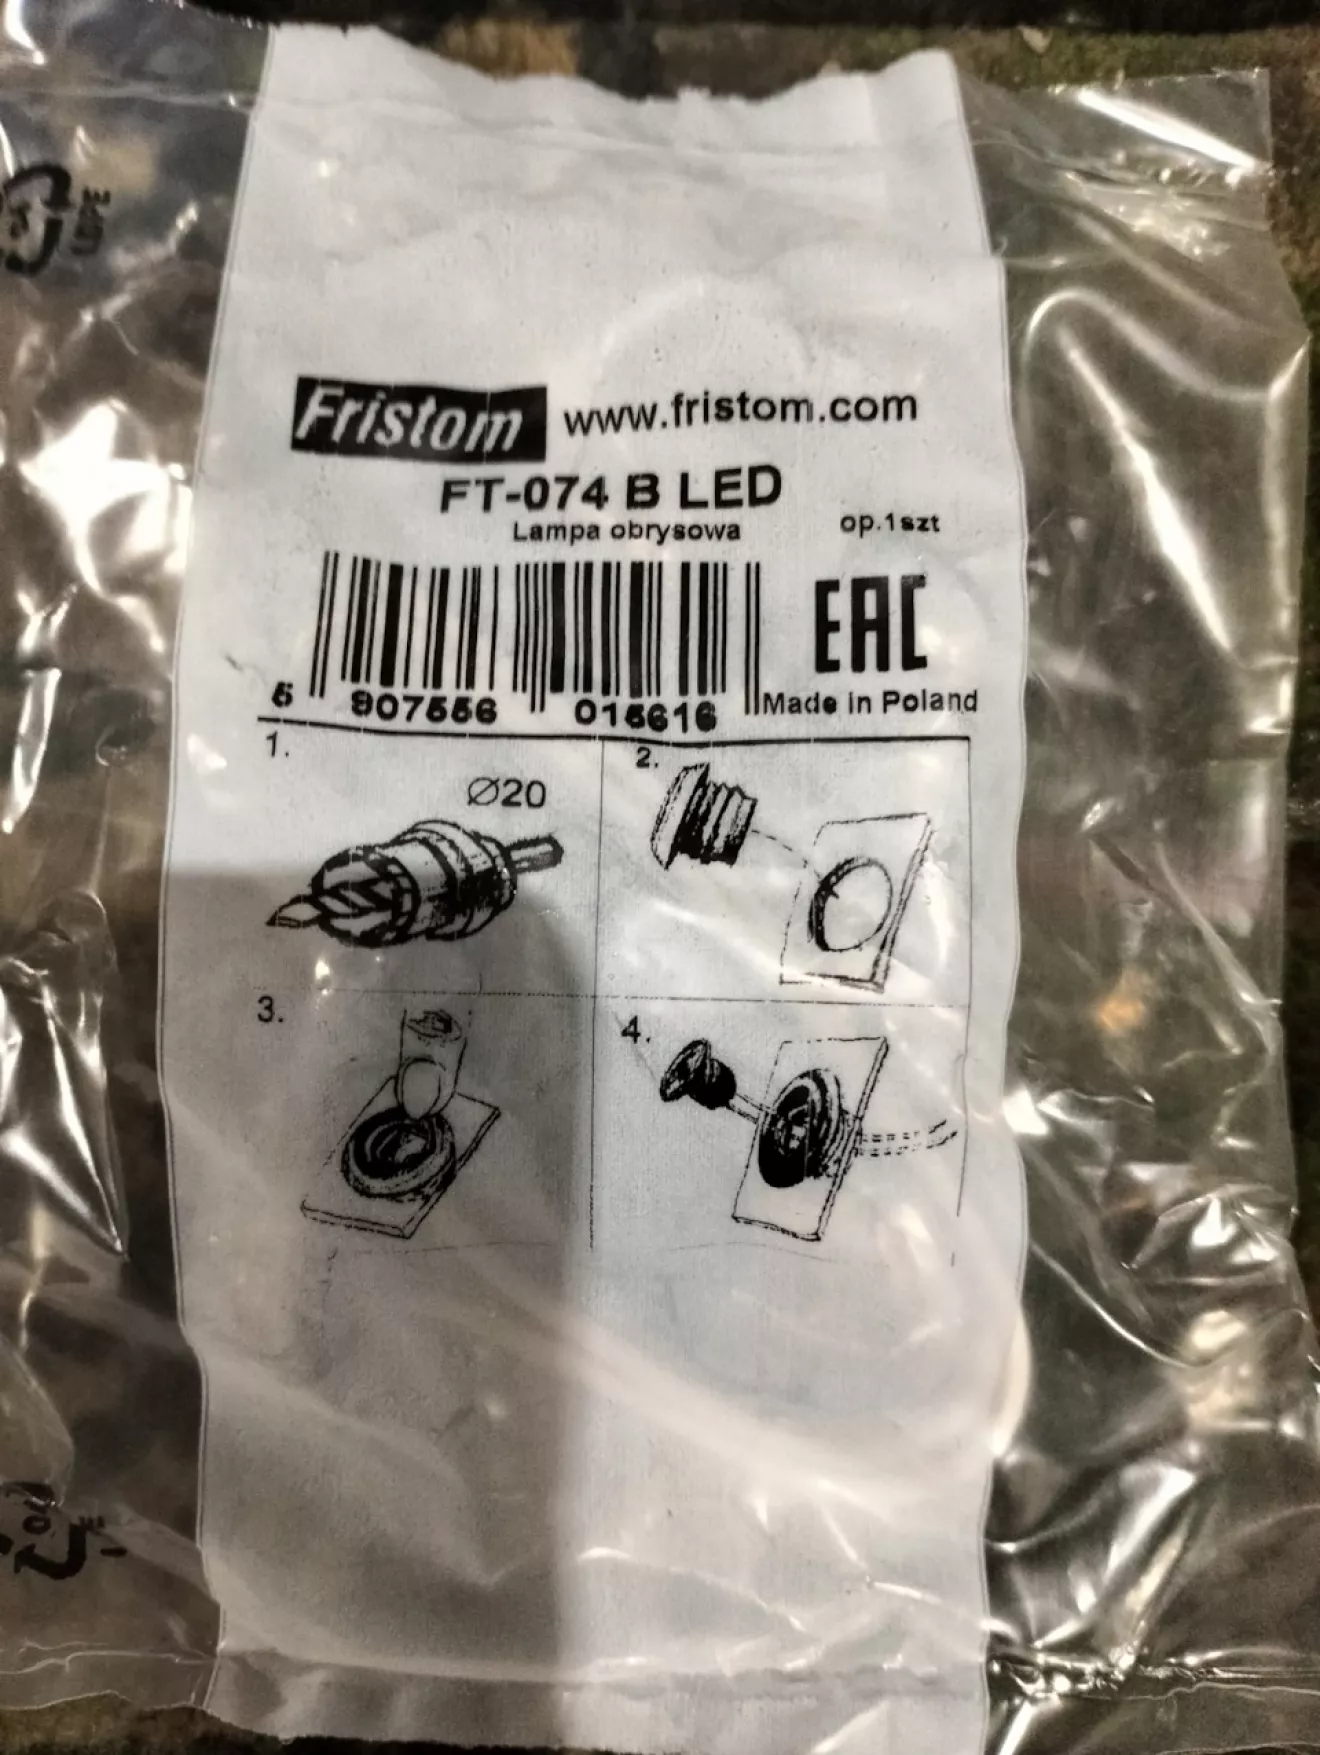 Fristom www.fristom.com
FT-074 B LED
Lampa obrysowa op.1szt
EAC
5 907556 015616 Made in Poland
1. Ø20
2.
3.
4.